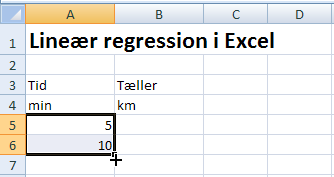 A B C D
1 Lineær regression i Excel
2
3 Tid Tæller
4 min km
5 5
6 10
7